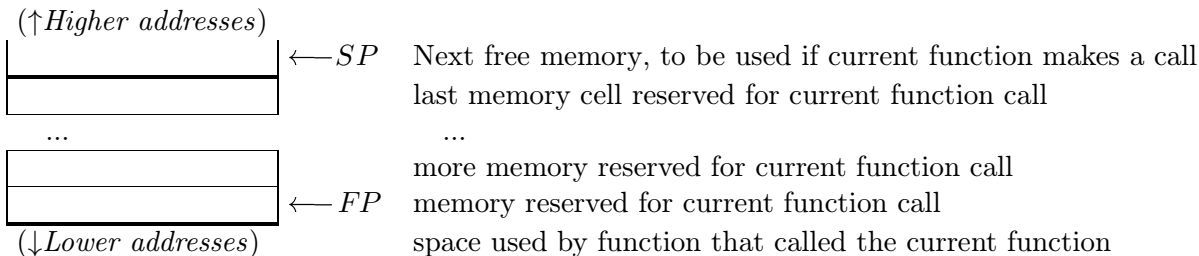 (↑Higher addresses)
←—SP Next free memory, to be used if current function makes a call
last memory cell reserved for current function call
... ...
more memory reserved for current function call
←—FP memory reserved for current function call
(↓Lower addresses) space used by function that called the current function